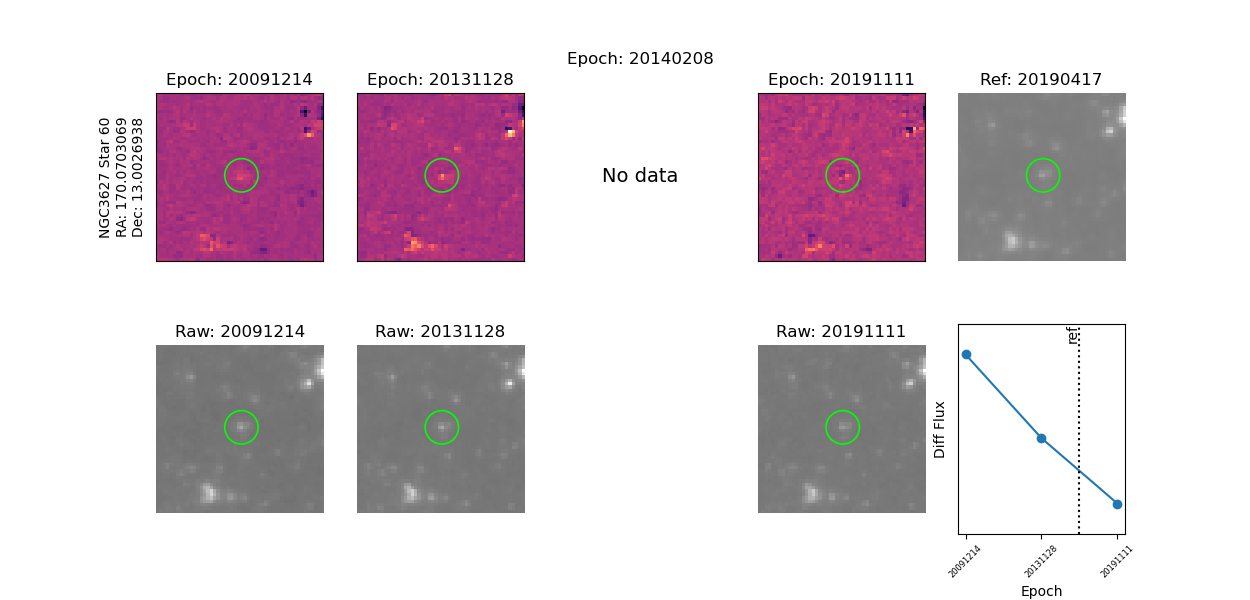 Epoch: 20140208
Epoch: 20091214
Epoch: 20131128
Epoch: 20191111
Ref: 20190417
NGC3627 Star 60
RA: 170.0703069
Dec: 13.0026938
No data
Raw: 20091214
Raw: 20131128
Raw: 20191111
ref
Diff Flux
20091214
20131128
20191111
Epoch